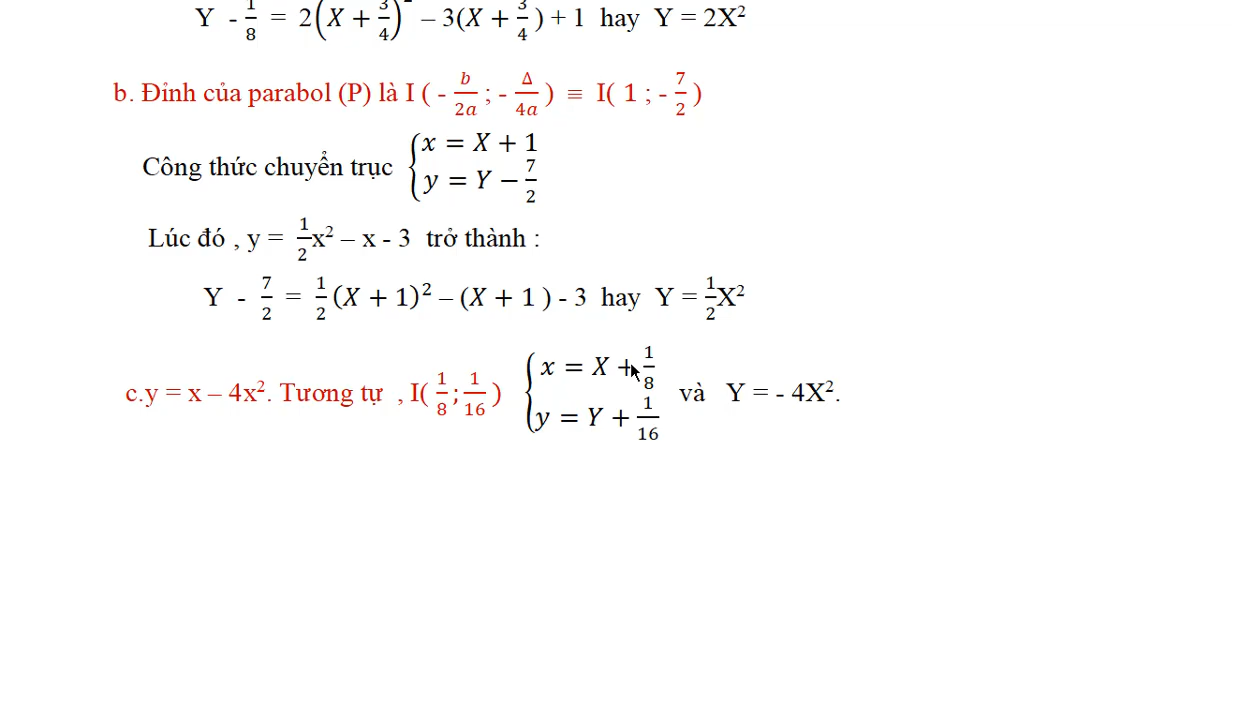 Y - 1/8 = 2(X + 3/4)² – 3(X + 3/4 ) + 1 hay Y = 2X²
b. Đỉnh của parabol (P) là I ( - b/2a ; - Δ/4a ) ≡ I( 1 ; - 7/2 )
Công thức chuyển trục { x = X + 1
y = Y − 7/2
Lúc đó , y = 1/2x² – x - 3 trở thành :
Y - 7/2 = 1/2(X + 1)² – (X + 1 ) - 3 hay Y = 1/2X²
c.y = x – 4x². Tương tự , I( 1/8 ; 1/16 ) { x = X + 1/8
y = Y + 1/16 và Y = - 4X².